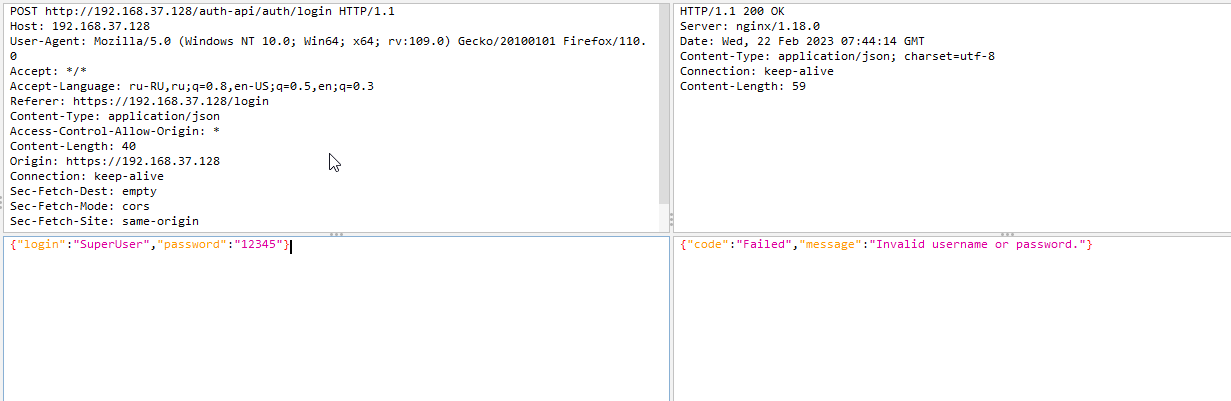 POST http://192.168.37.128/auth-api/auth/login HTTP/1.1
Host: 192.168.37.128
User-Agent: Mozilla/5.0 (Windows NT 10.0; Win64; x64; rv:109.0) Gecko/20100101 Firefox/110.
0
Accept: */*
Accept-Language: ru-RU,ru;q=0.8,en-US;q=0.5,en;q=0.3
Referer: https://192.168.37.128/login
Content-Type: application/json
Access-Control-Allow-Origin: *
Content-Length: 40
Origin: https://192.168.37.128
Connection: keep-alive
Sec-Fetch-Dest: empty
Sec-Fetch-Mode: cors
Sec-Fetch-Site: same-origin
{"login":"SuperUser","password":"12345"}
HTTP/1.1 200 OK
Server: nginx/1.18.0
Date: Wed, 22 Feb 2023 07:44:14 GMT
Content-Type: application/json; charset=utf-8
Connection: keep-alive
Content-Length: 59
{"code":"Failed","message":"Invalid username or password."}